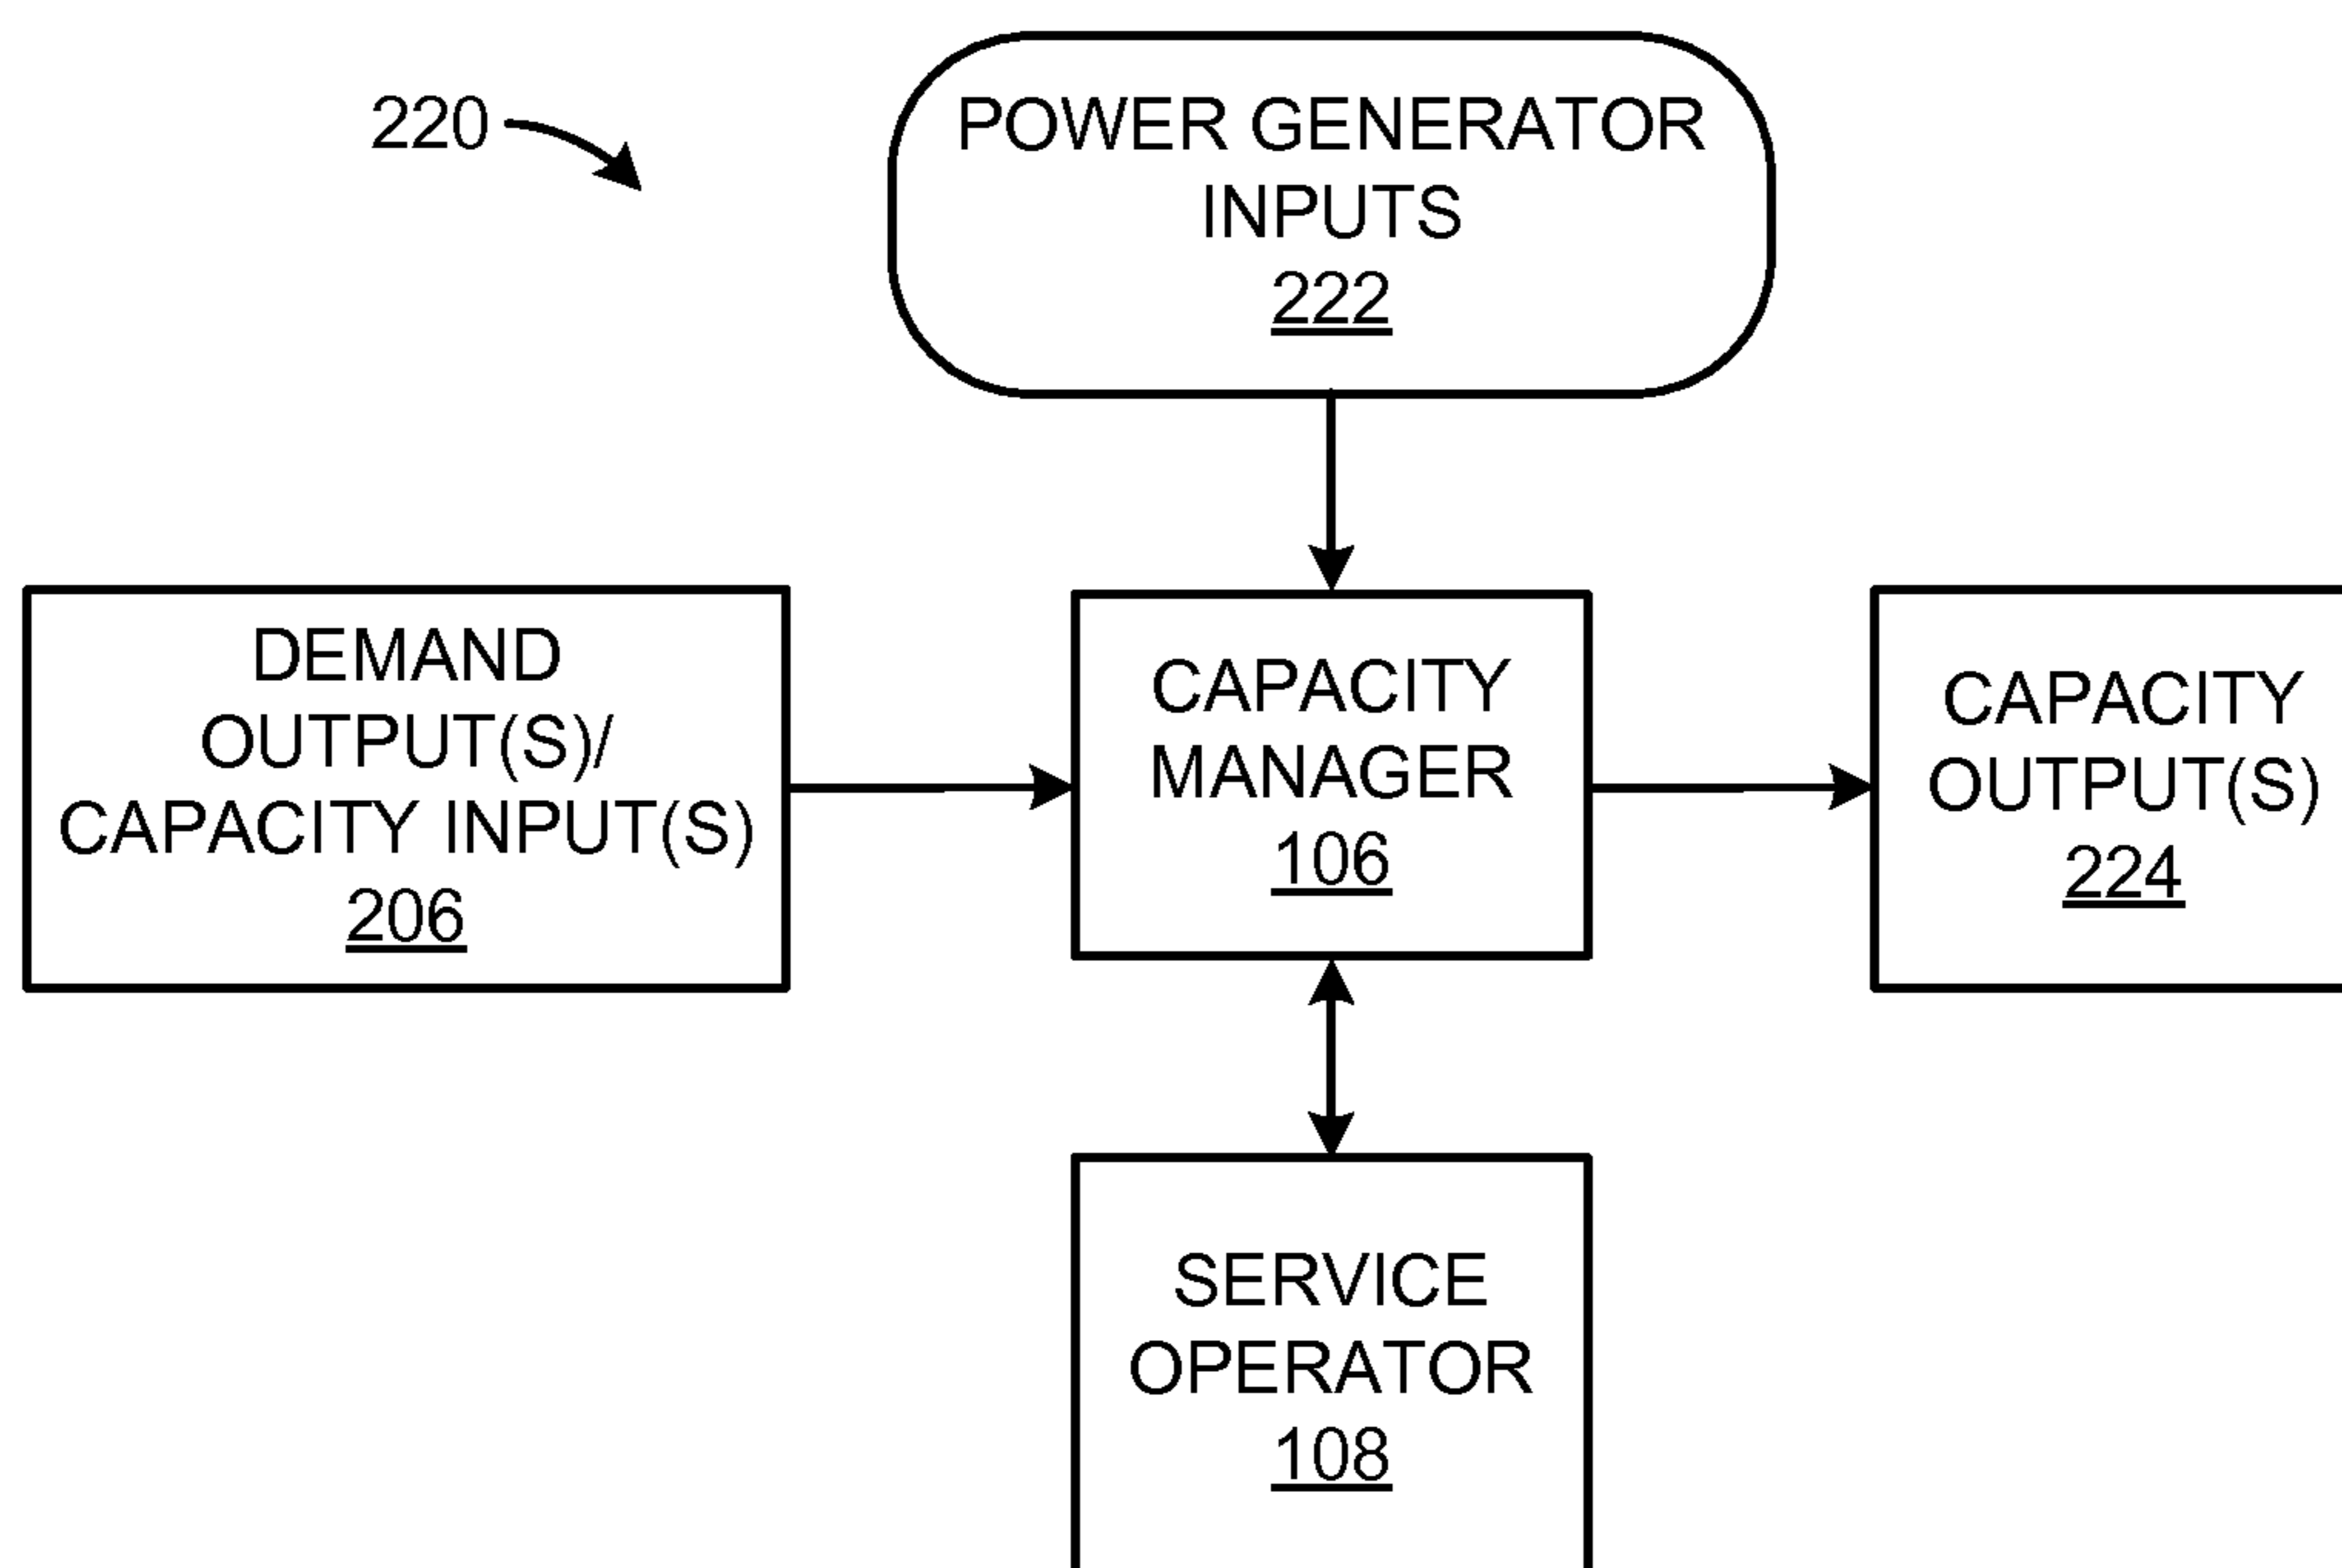 220
POWER GENERATOR
INPUTS
222
DEMAND
OUTPUT(S)/
CAPACITY INPUT(S)
206
CAPACITY
MANAGER
106
CAPACITY
OUTPUT(S)
224
SERVICE
OPERATOR
108